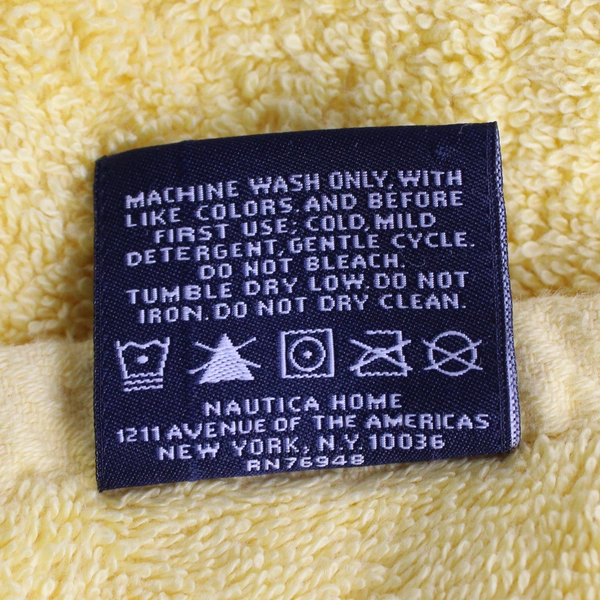 MACHINE WASH ONLY, WITH
LIKE COLORS, AND BEFORE
FIRST USE; COLD, MILD
DETERGENT, GENTLE CYCLE.
DO NOT BLEACH.
TUMBLE DRY LOW. DO NOT
IRON. DO NOT DRY CLEAN.
NAUTICA HOME
1211 AVENUE OF THE AMERICAS
NEW YORK, N.Y. 10036
RN76948